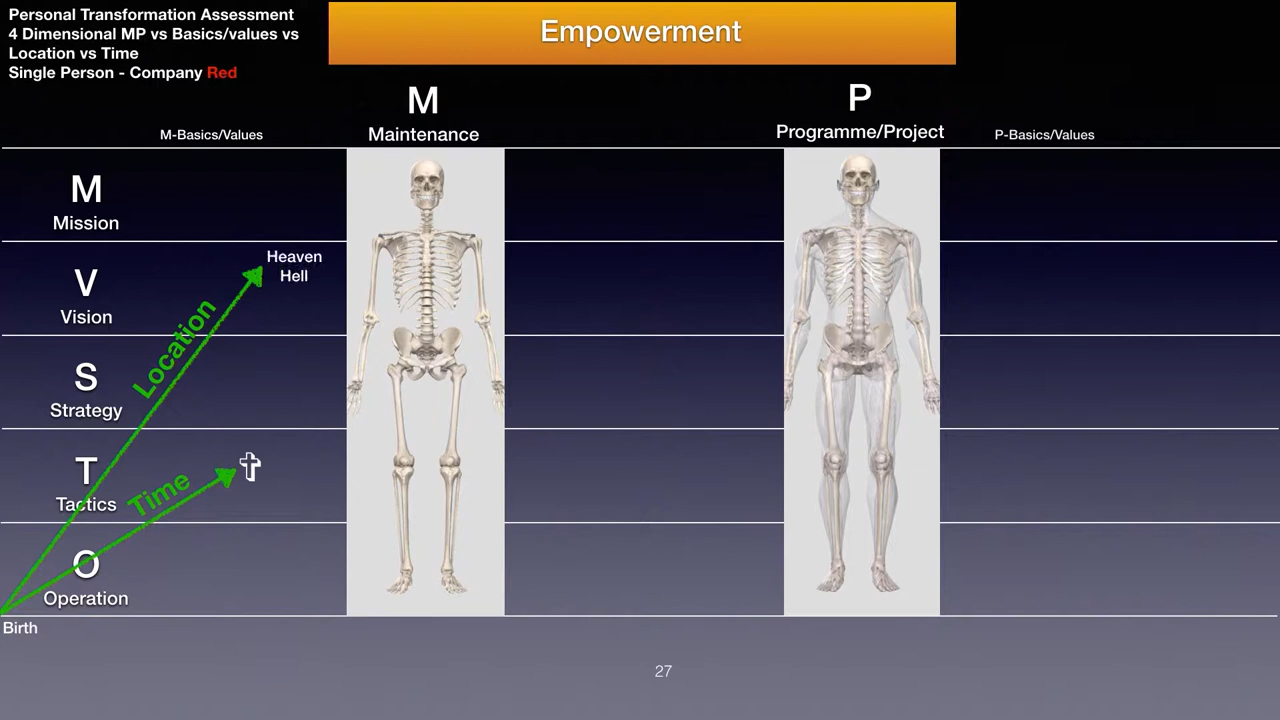 Personal Transformation Assessment
4 Dimensional MP vs Basics/values vs
Location vs Time
Single Person - Company Red
Empowerment
M
Maintenance
P
Programme/Project
M-Basics/Values
P-Basics/Values
M
Mission
V
Vision
S
Strategy
T
Tactics
O
Operation
Heaven
Hell
Location
Time
Birth
27